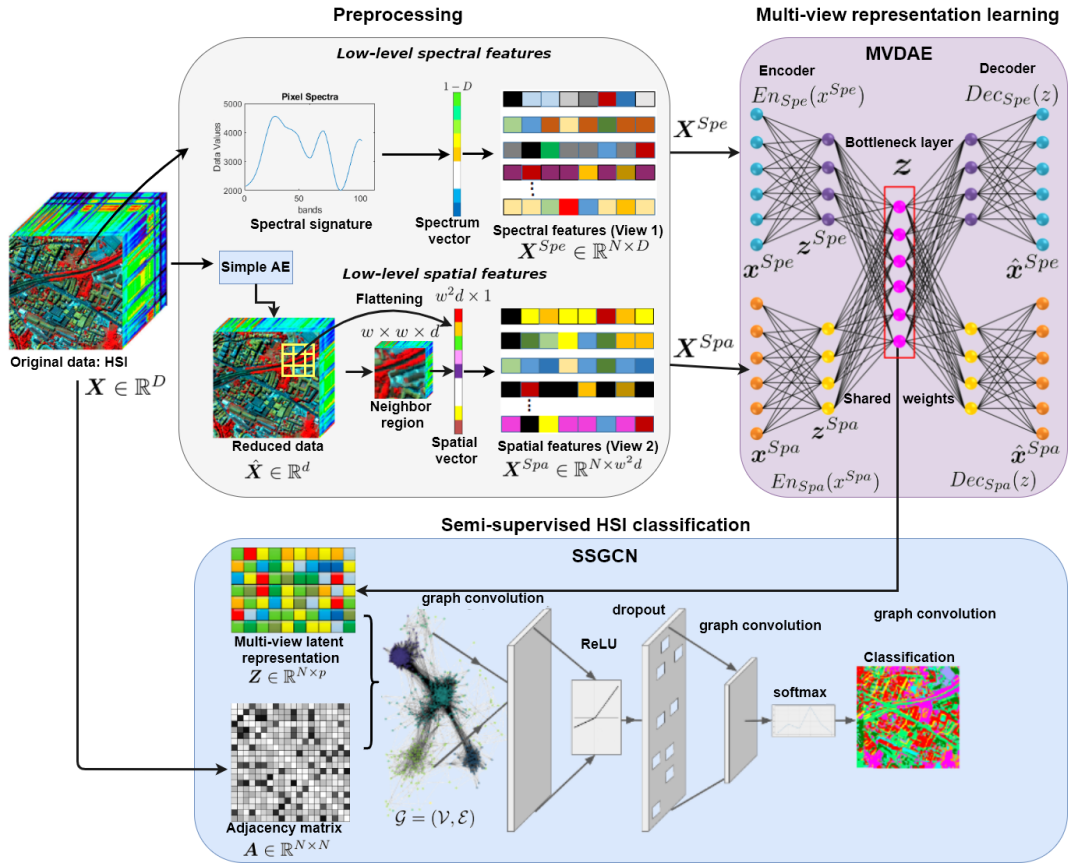 Preprocessing
Multi-view representation learning
Low-level spectral features
MVDAE
Pixel Spectra
5000
4000
3000
2000
Data Values
0
50
100
bands
Spectral signature
1 − D
Spectrum
vector
Spectral features (View 1)
X^{Spe} ∈ ℝ^{N×D}
X^{Spe}
Encoder
En_{Spe}(x^{Spe})
Decoder
Dec_{Spe}(z)
Bottleneck layer
z
z^{Spe}
x^{Spe}
x̂^{Spe}
Original data: HSI
X ∈ ℝ^D
Simple AE
Low-level spatial features
Flattening
w²d × 1
w × w × d
Neighbor
region
Reduced data
X̂ ∈ ℝ^d
Spatial
vector
Spatial features (View 2)
X^{Spa} ∈ ℝ^{N×w²d}
X^{Spa}
Shared weights
z^{Spa}
x^{Spa}
x̂^{Spa}
En_{Spa}(x^{Spa})
Dec_{Spa}(z)
Semi-supervised HSI classification
SSGCN
Multi-view latent
representation
Z ∈ ℝ^{N×p}
Adjacency matrix
A ∈ ℝ^{N×N}
graph convolution
𝒢 = (𝒱, ℰ)
ReLU
dropout
graph convolution
softmax
graph convolution
Classification